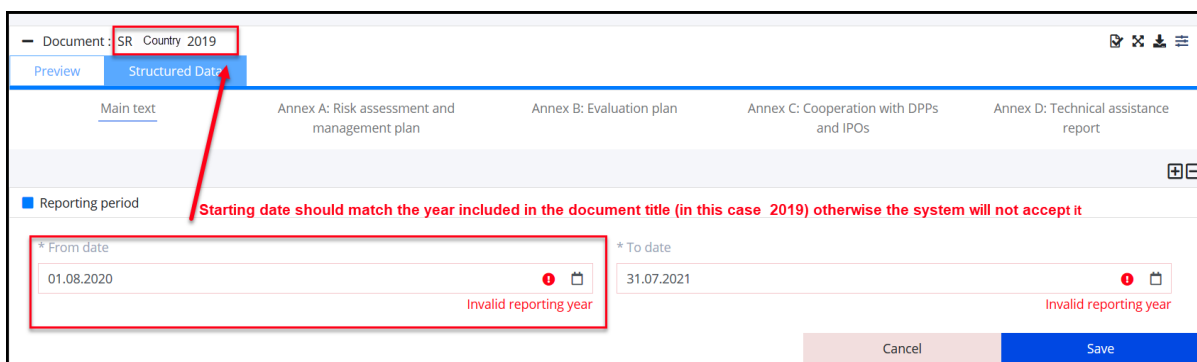 Document : SR Country 2019
Preview
Structured Data
Main text
Annex A: Risk assessment and
management plan
Annex B: Evaluation plan
Annex C: Cooperation with DPPs
and IPOs
Annex D: Technical assistance
report
Reporting period
Starting date should match the year included in the document title (in this case 2019) otherwise the system will not accept it
* From date
* To date
01.08.2020
31.07.2021
Invalid reporting year
Invalid reporting year
Cancel
Save